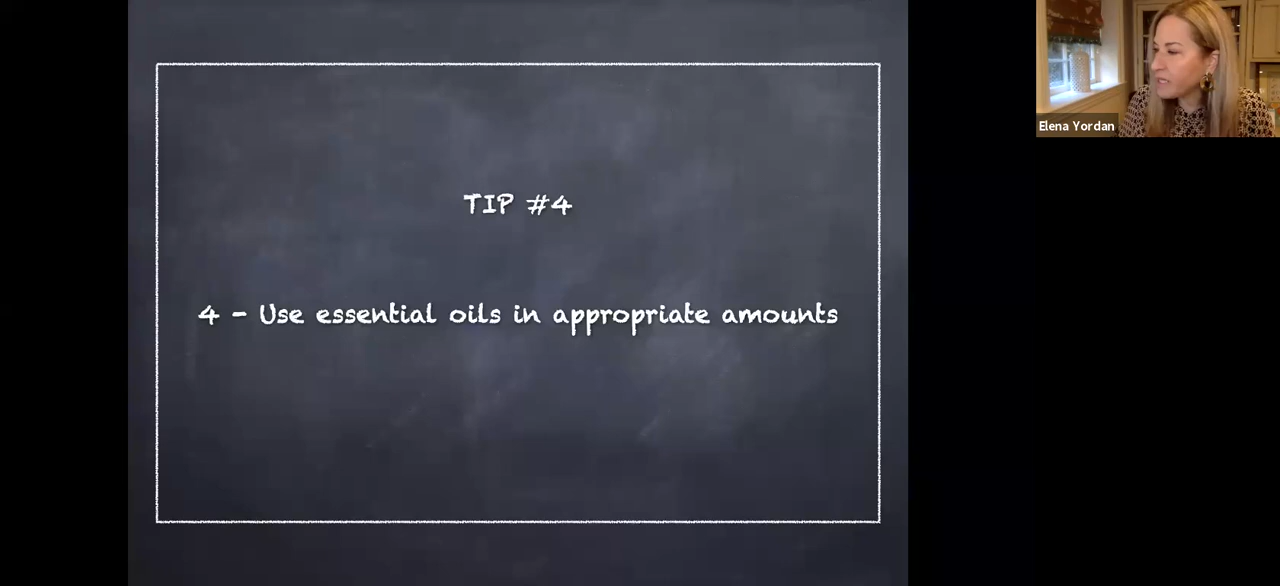 TIP #4
4 - Use essential oils in appropriate amounts
Elena Yordan